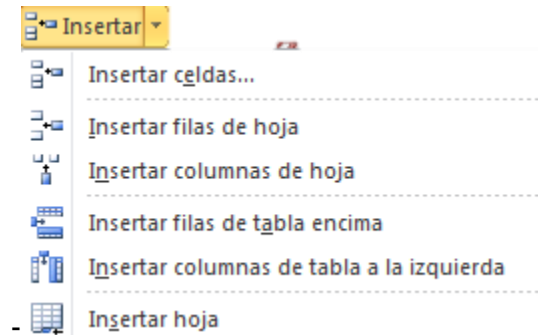 Insertar
Insertar celdas...
Insertar filas de hoja
Insertar columnas de hoja
Insertar filas de tabla encima
Insertar columnas de tabla a la izquierda
- Insertar hoja